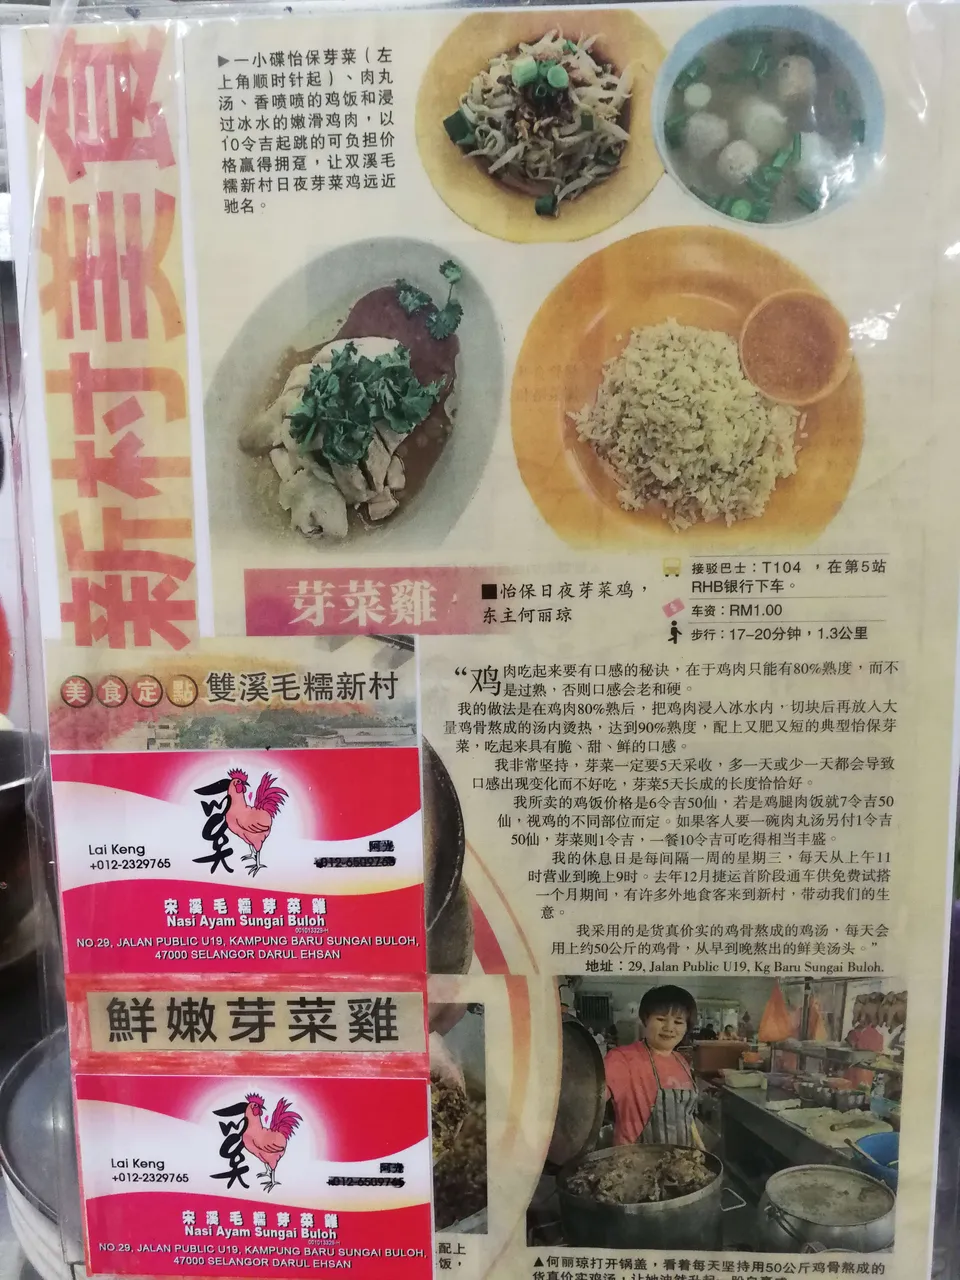 新村美食
▶一小碟怡保芽菜（左
上角顺时针起）、肉丸
汤、香喷喷的鸡饭和浸
过冰水的嫩滑鸡肉，以
10令吉起跳的可负担价
格赢得拥趸，让双溪毛
糯新村日夜芽菜鸡远近
驰名。
芽菜雞
■怡保日夜芽菜鸡，
东主何丽琼
接驳巴士：T104 ，在第5站
RHB银行下车。
车资：RM1.00
步行：17-20分钟，1.3公里
美食定點 雙溪毛糯新村
“鸡肉吃起来要有口感的秘诀，在于鸡肉只能有80%熟度，而不
是过熟，否则口感会老和硬。
我的做法是在鸡肉80%熟后，把鸡肉浸入冰水内，切块后再放入大
量鸡骨熬成的汤内烫热，达到90%熟度，配上又肥又短的典型怡保芽
菜，吃起来具有脆、甜、鲜的口感。
我非常坚持，芽菜一定要5天采收，多一天或少一天都会导致
口感出现变化而不好吃，芽菜5天长成的长度恰恰好。
我所卖的鸡饭价格是6令吉50仙，若是鸡腿肉饭就7令吉50
仙，视鸡的不同部位而定。如果客人要一碗肉丸汤另付1令吉
50仙，芽菜则1令吉，一餐10令吉可吃得相当丰盛。
我的休息日是每间隔一周的星期三，每天从上午11
时营业到晚上9时。去年12月捷运首阶段通车供免费试搭
一个月期间，有许多外地食客来到新村，带动我们的生
意。
我采用的是货真价实的鸡骨熬成的鸡汤，每天会
用上约50公斤的鸡骨，从早到晚熬出的鲜美汤头。”
地址：29, Jalan Public U19, Kg Baru Sungai Buloh.
Lai Keng
+012-2329765
宋溪毛糯芽菜雞
Nasi Ayam Sungai Buloh
001013329-H
NO.29, JALAN PUBLIC U19, KAMPUNG BARU SUNGAI BULOH,
47000 SELANGOR DARUL EHSAN
鮮嫩芽菜雞
Lai Keng
+012-2329765
宋溪毛糯芽菜雞
Nasi Ayam Sungai Buloh
001013329-H
NO.29, JALAN PUBLIC U19, KAMPUNG BARU SUNGAI BULOH,
47000 SELANGOR DARUL EHSAN
配上
饭，
▲何丽琼打开锅盖，看着每天坚持用50公斤鸡骨熬成的